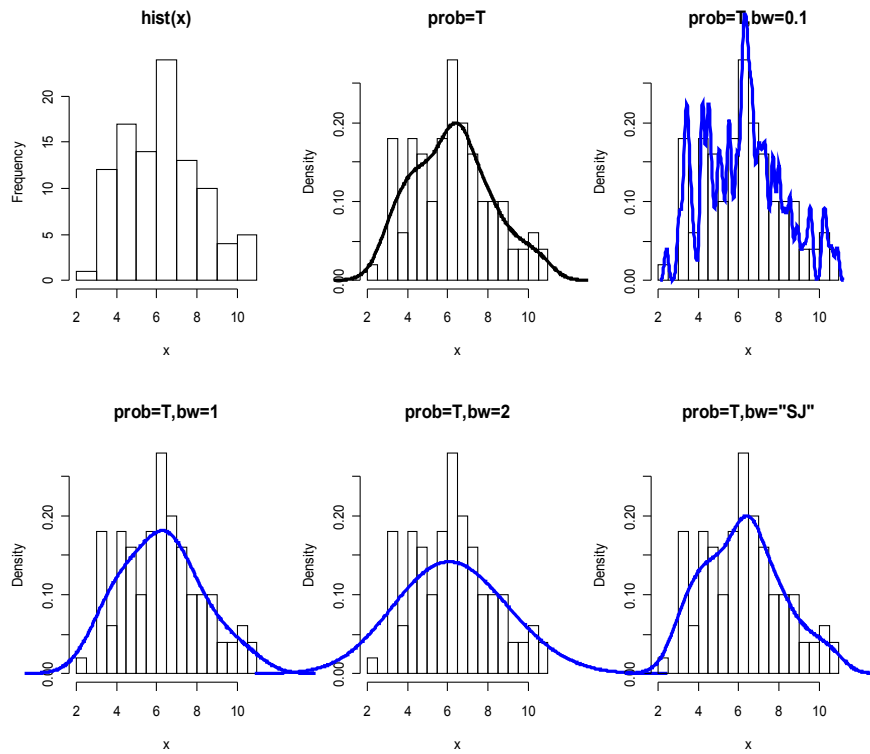 hist(x)
Frequency
0 5 10 15 20
2 4 6 8 10
x
prob=T
Density
0.00 0.10 0.20
2 4 6 8 10
x
prob=T,bw=0.1
Density
0.00 0.10 0.20
2 4 6 8 10
x
prob=T,bw=1
Density
0.00 0.10 0.20
2 4 6 8 10
x
prob=T,bw=2
Density
0.00 0.10 0.20
2 4 6 8 10
x
prob=T,bw="SJ"
Density
0.00 0.10 0.20
2 4 6 8 10
x